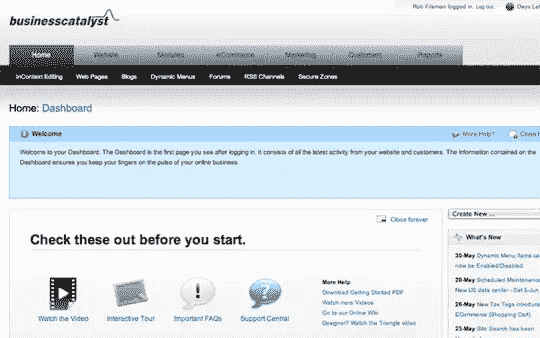 Rob Frieman logged in. Log out.
Days Left
businesscatalyst
Home Website Modules eCommerce Marketing Customers Reports
InContext Editing Web Pages Blogs Dynamic Menus Forums RSS Channels Secure Zones
Home: Dashboard
Welcome
More Help?
Close
Welcome to your Dashboard. The Dashboard is the first page you see after logging in. It consists of all the latest activity from your website and customers. The information contained on the
Dashboard ensures you keep your fingers on the pulse of your online business.
Close forever
Check these out before you start.
Watch the Video
Interactive Tour
Important FAQs
Support Central
More Help
Download Getting Started PDF
Watch more Videos
Go to our Online Wiki
Designer? Watch the Triangle video
Create New ...
What's New
30-May Dynamic Menu Items can
now be Enabled/Disabled
28-May Scheduled Maintenance
New US data center - Sat 5-Jun
26-May New Tax Tags introduce
ECommerce (Shopping Cart)
23-May Site Search has been